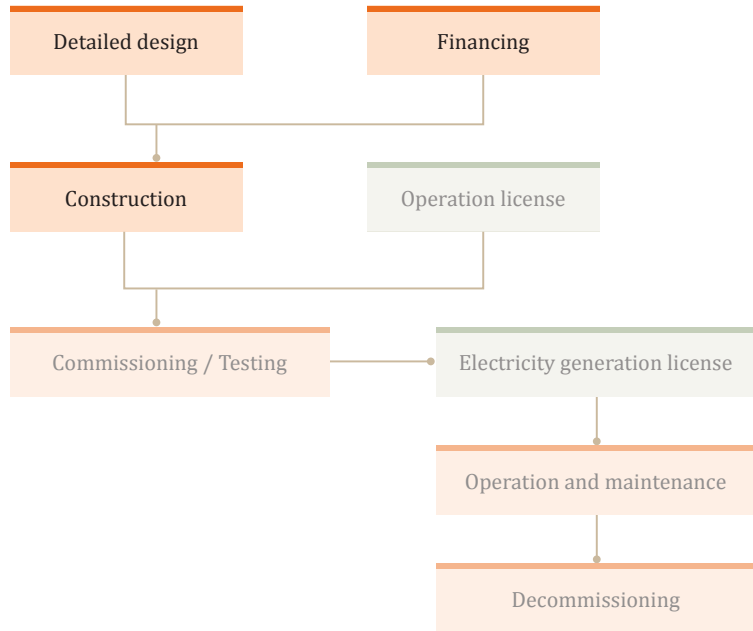 Detailed design
Financing
Construction
Operation license
Commissioning / Testing
Electricity generation license
Operation and maintenance
Decommissioning